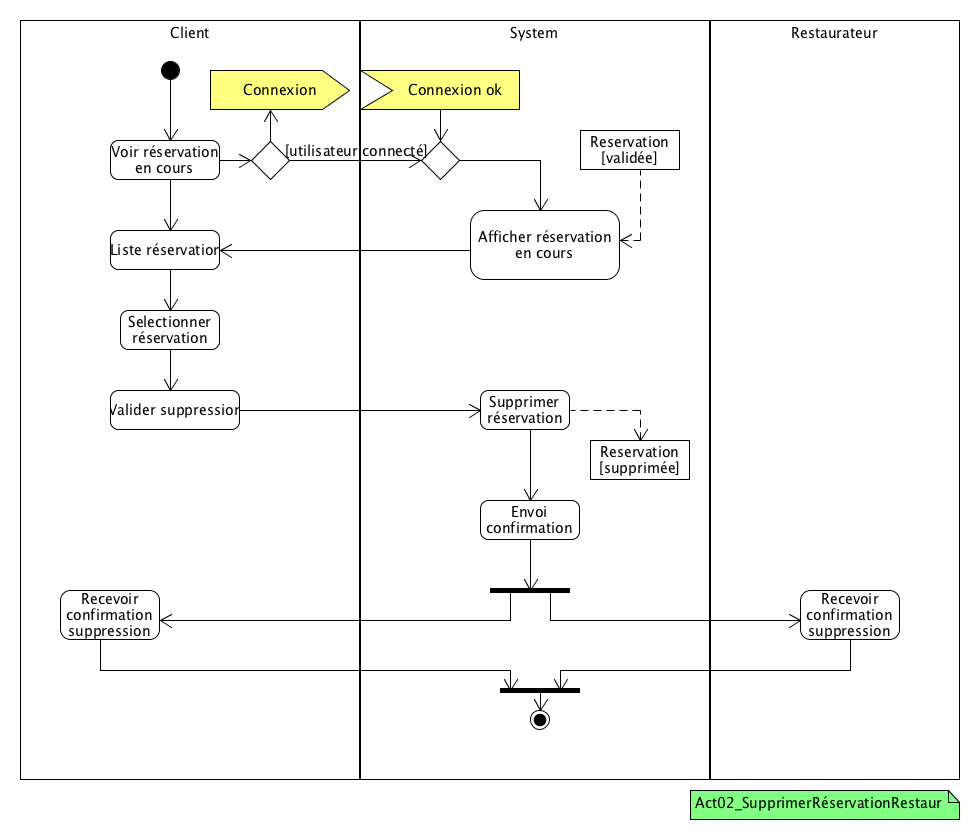 Client
System
Restaurateur
Connexion
Connexion ok
Voir réservation
en cours
[utilisateur connecté]
Reservation
[validée]
Afficher réservation
en cours
Liste réservation
Selectionner
réservation
Valider suppression
Supprimer
réservation
Reservation
[supprimée]
Envoi
confirmation
Recevoir
confirmation
suppression
Recevoir
confirmation
suppression
Act02_SupprimerRéservationRestaur